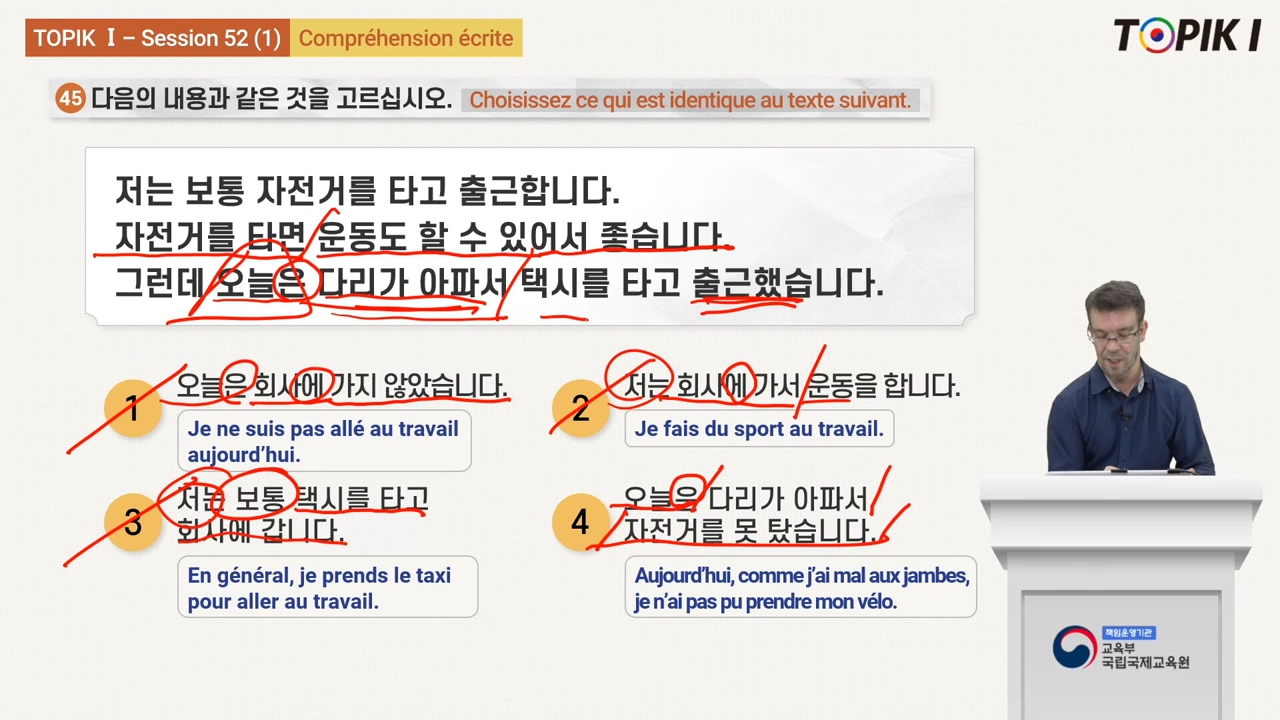 TOPIK Ⅰ – Session 52 (1) Compréhension écrite
TOPIK I
45 다음의 내용과 같은 것을 고르십시오. Choisissez ce qui est identique au texte suivant.
저는 보통 자전거를 타고 출근합니다.
자전거를 타면 운동도 할 수 있어서 좋습니다.
그런데 오늘은 다리가 아파서 택시를 타고 출근했습니다.
1 오늘은 회사에 가지 않았습니다.
Je ne suis pas allé au travail
aujourd’hui.
2 저는 회사에 가서 운동을 합니다.
Je fais du sport au travail.
3 저는 보통 택시를 타고
회사에 갑니다.
En général, je prends le taxi
pour aller au travail.
4 오늘은 다리가 아파서
자전거를 못 탔습니다.
Aujourd’hui, comme j’ai mal aux jambes,
je n’ai pas pu prendre mon vélo.
책임운영기관
교육부
국립국제교육원